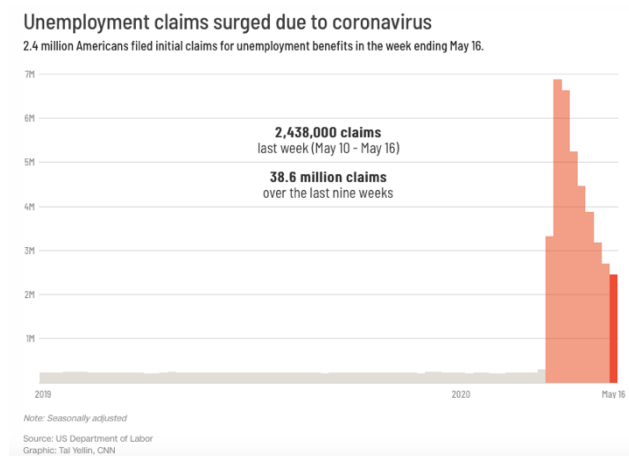 Unemployment claims surged due to coronavirus
2.4 million Americans filed initial claims for unemployment benefits in the week ending May 16.
7M
6M
5M
4M
3M
2M
1M
2,438,000 claims
last week (May 10 - May 16)
38.6 million claims
over the last nine weeks
2019
2020
May 16
Note: Seasonally adjusted
Source: US Department of Labor
Graphic: Tal Yellin, CNN